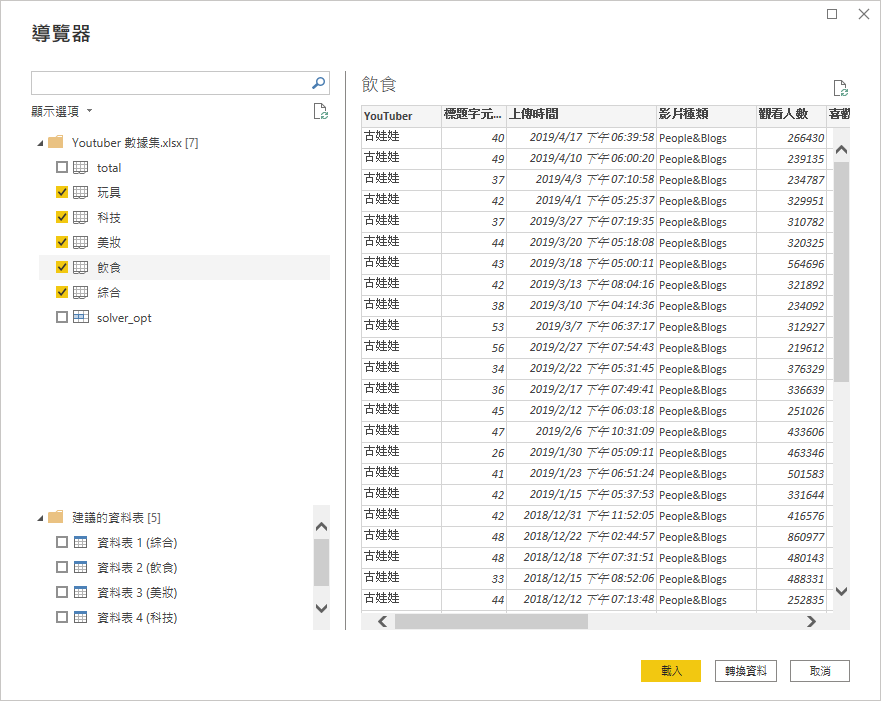 導覽器
顯示選項
Youtuber 數據集.xlsx [7]
total
玩具
科技
美妝
飲食
綜合
solver_opt
建議的資料表 [5]
資料表 1 (綜合)
資料表 2 (飲食)
資料表 3 (美妝)
資料表 4 (科技)
飲食
YouTuber 標題字元... 上傳時間 影片種類 觀看人數 喜歡
古娃娃 40 2019/4/17 下午 06:39:58 People&Blogs 266430
古娃娃 49 2019/4/10 下午 06:00:20 People&Blogs 239135
古娃娃 37 2019/4/3 下午 07:10:58 People&Blogs 234787
古娃娃 42 2019/4/1 下午 05:25:37 People&Blogs 329951
古娃娃 37 2019/3/27 下午 07:19:35 People&Blogs 310782
古娃娃 44 2019/3/20 下午 05:18:08 People&Blogs 320325
古娃娃 43 2019/3/18 下午 05:00:11 People&Blogs 564696
古娃娃 42 2019/3/13 下午 08:04:16 People&Blogs 321892
古娃娃 38 2019/3/10 下午 04:14:36 People&Blogs 234092
古娃娃 53 2019/3/7 下午 06:37:17 People&Blogs 312927
古娃娃 56 2019/2/27 下午 07:54:43 People&Blogs 219612
古娃娃 34 2019/2/22 下午 05:31:45 People&Blogs 376329
古娃娃 36 2019/2/17 下午 07:49:41 People&Blogs 336639
古娃娃 45 2019/2/12 下午 06:03:18 People&Blogs 251026
古娃娃 47 2019/2/6 下午 10:31:09 People&Blogs 433606
古娃娃 26 2019/1/30 下午 05:09:11 People&Blogs 463346
古娃娃 41 2019/1/23 下午 06:51:24 People&Blogs 501583
古娃娃 42 2019/1/15 下午 05:37:53 People&Blogs 331644
古娃娃 42 2018/12/31 下午 11:52:05 People&Blogs 416576
古娃娃 48 2018/12/22 下午 02:44:57 People&Blogs 860977
古娃娃 48 2018/12/18 下午 07:31:51 People&Blogs 480143
古娃娃 33 2018/12/15 下午 08:52:06 People&Blogs 488331
古娃娃 44 2018/12/12 下午 07:13:48 People&Blogs 252835
載入 轉換資料 取消